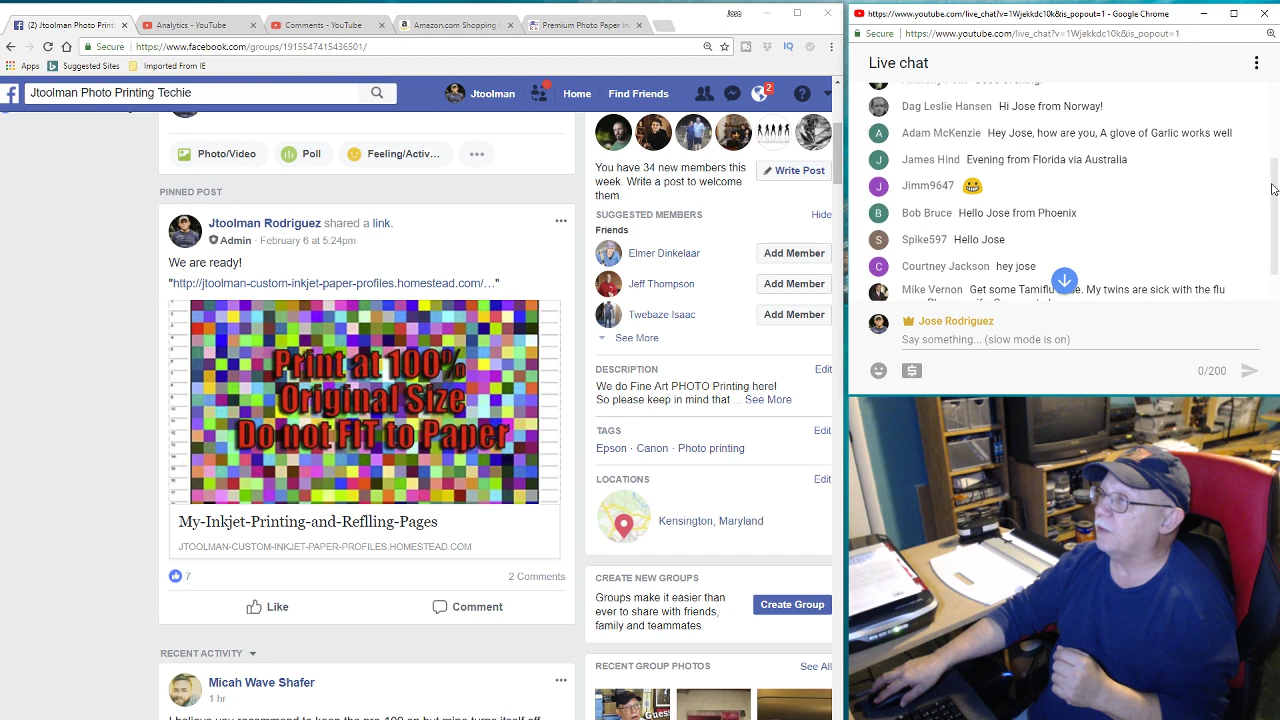 (2) Jtoolman Photo Printi
Analytics - YouTube
Comments - YouTube
Amazon.com Shopping C
Premium Photo Paper In
Jose
Secure
https://www.facebook.com/groups/1915547415436501/
IQ
Apps
Suggested Sites
Imported From IE
Jtoolman Photo Printing Techie
Jtoolman
Home
Find Friends
2
Photo/Video
Poll
Feeling/Activ...
PINNED POST
Jtoolman Rodriguez shared a link.
Admin · February 6 at 5:24pm
We are ready!
"http://jtoolman-custom-inkjet-paper-profiles.homestead.com/..."
Print at 100%
Original Size
Do not FIT to Paper
My-Inkjet-Printing-and-Reflling-Pages
JTOOLMAN-CUSTOM-INKJET-PAPER-PROFILES.HOMESTEAD.COM
7
2 Comments
Like
Comment
RECENT ACTIVITY
Micah Wave Shafer
1 hr
You have 34 new members this
week. Write a post to welcome
them.
Write Post
SUGGESTED MEMBERS
Hide
Friends
Elmer Dinkelaar
Add Member
Jeff Thompson
Add Member
Twebaze Isaac
Add Member
See More
DESCRIPTION
Edit
We do Fine Art PHOTO Printing here!
So please keep in mind that ... See More
TAGS
Edit
Epson · Canon · Photo printing
LOCATIONS
Edit
Kensington, Maryland
CREATE NEW GROUPS
Groups make it easier than
ever to share with friends,
family and teammates.
Create Group
RECENT GROUP PHOTOS
See All
https://www.youtube.com/live_chat?v=1Wjekkdc10k&is_popout=1 - Google Chrome
Secure
https://www.youtube.com/live_chat?v=1Wjekkdc10k&is_popout=1
Live chat
Dag Leslie Hansen Hi Jose from Norway!
A Adam McKenzie Hey Jose, how are you, A glove of Garlic works well
J James Hind Evening from Florida via Australia
J Jimm9647
B Bob Bruce Hello Jose from Phoenix
S Spike597 Hello Jose
C Courtney Jackson hey jose
Mike Vernon Get some Tamiflu. My twins are sick with the flu
Jose Rodriguez
Say something... (slow mode is on)
0/200